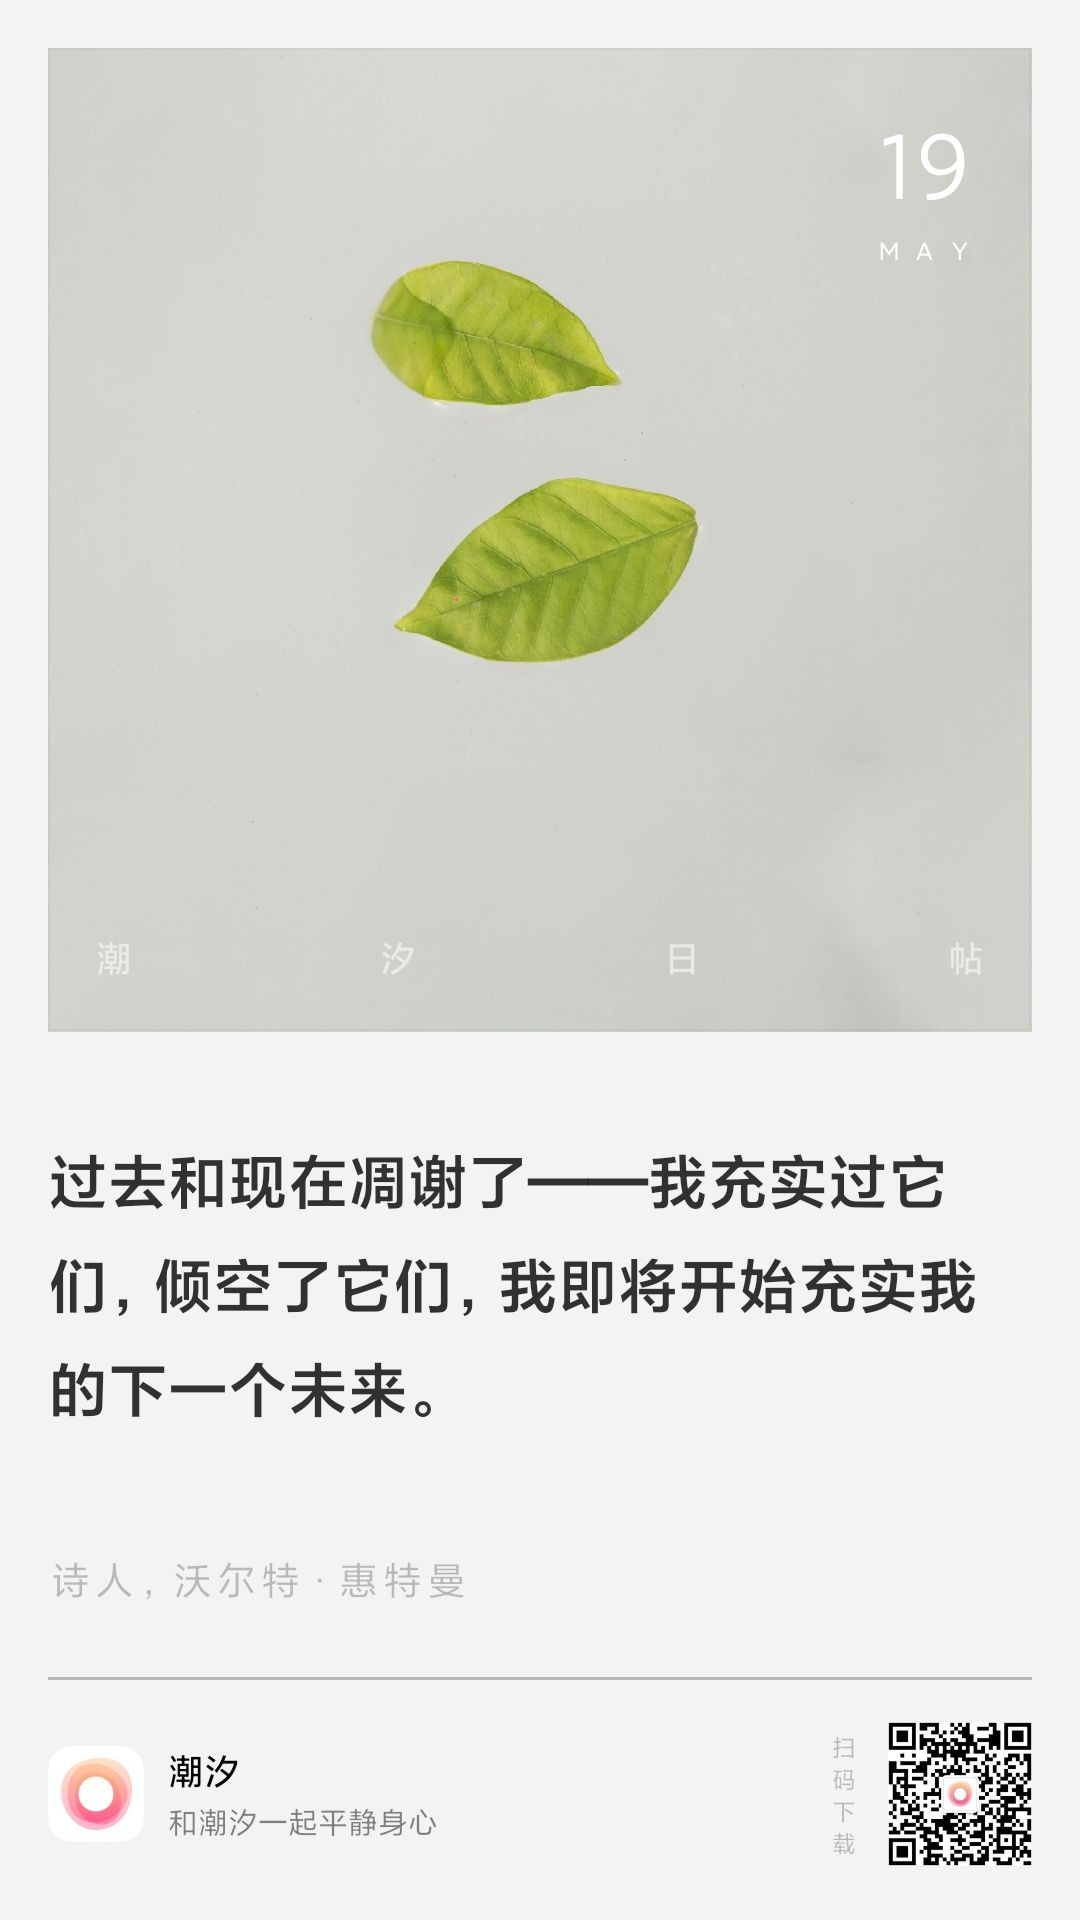 19
MAY
潮汐日帖
过去和现在凋谢了——我充实过它
们，倾空了它们，我即将开始充实我
的下一个未来。
诗人，沃尔特·惠特曼
潮汐
和潮汐一起平静身心
扫码下载